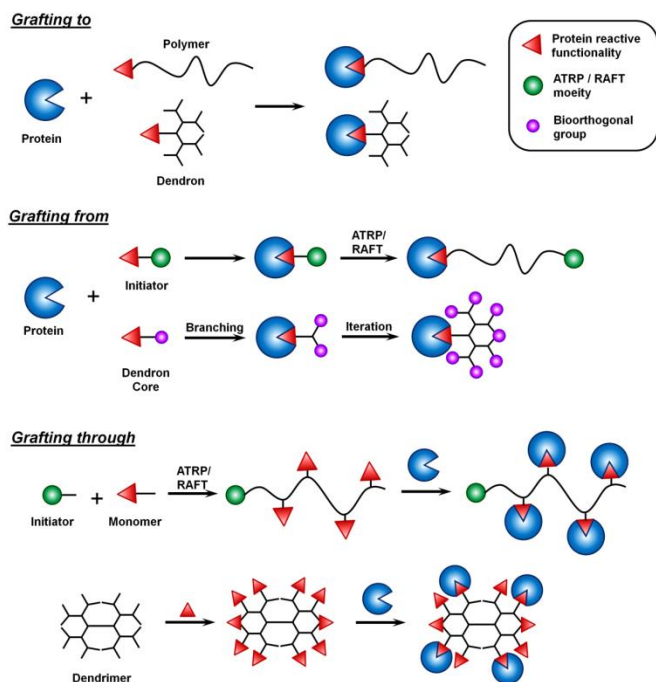 Grafting to
Polymer
Protein
Dendron
Protein reactive
functionality
ATRP / RAFT
moeity
Bioorthogonal
group
Grafting from
Protein
Initiator
ATRP/
RAFT
Dendron
Core
Branching
Iteration
Grafting through
Initiator
Monomer
ATRP/
RAFT
Dendrimer